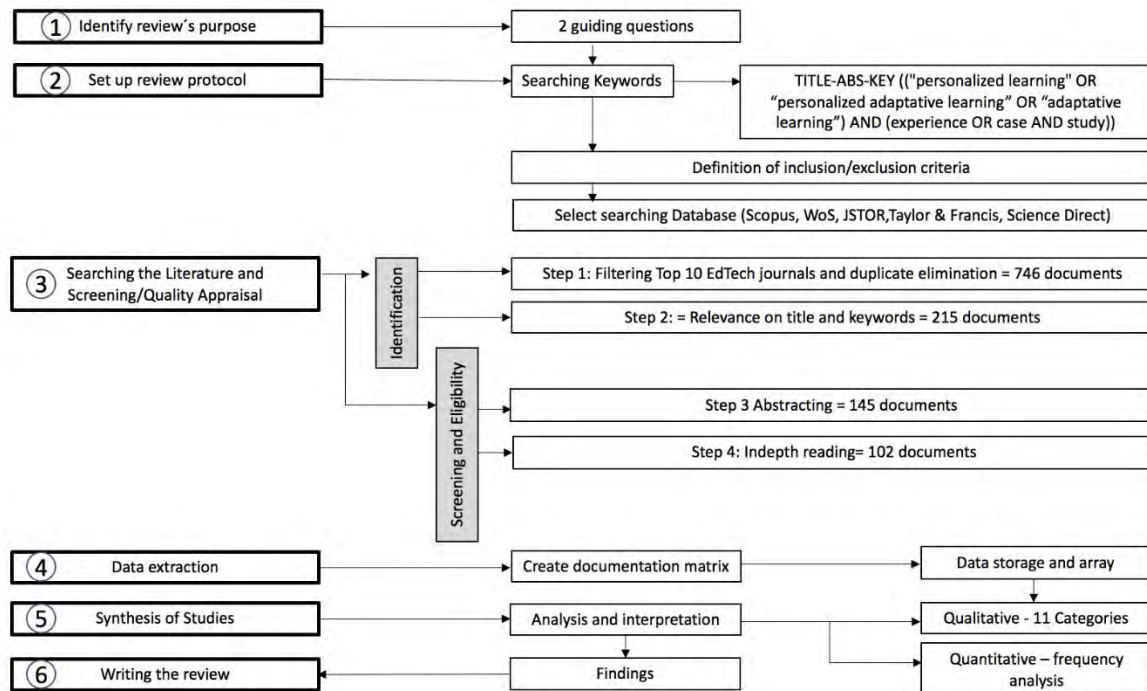 ① Identify review´s purpose
2 guiding questions
② Set up review protocol
Searching Keywords
TITLE-ABS-KEY (("personalized learning" OR
“personalized adaptative learning” OR “adaptative
learning”) AND (experience OR case AND study))
Definition of inclusion/exclusion criteria
Select searching Database (Scopus, WoS, JSTOR,Taylor & Francis, Science Direct)
③ Searching the Literature and
Screening/Quality Appraisal
Identification
Step 1: Filtering Top 10 EdTech journals and duplicate elimination = 746 documents
Step 2: = Relevance on title and keywords = 215 documents
Screening and Eligibility
Step 3 Abstracting = 145 documents
Step 4: Indepth reading= 102 documents
④ Data extraction
Create documentation matrix
Data storage and array
⑤ Synthesis of Studies
Analysis and interpretation
Qualitative - 11 Categories
Quantitative – frequency
analysis
⑥ Writing the review
Findings